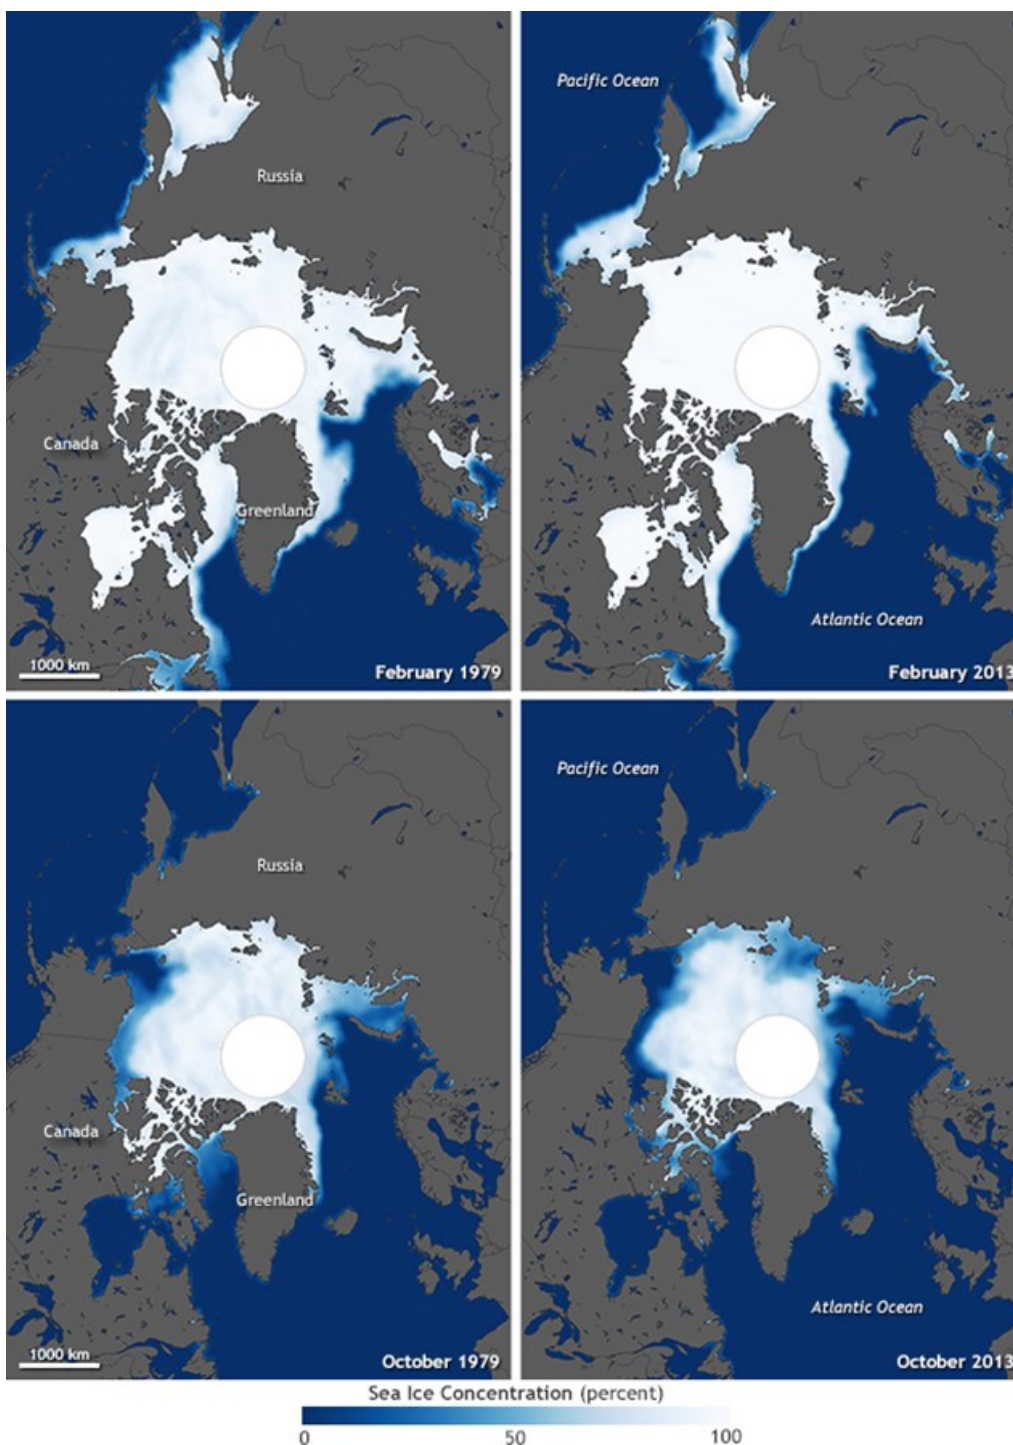 Pacific Ocean
Russia
Canada
Greenland
Atlantic Ocean
1000 km
February 1979
February 2013
Pacific Ocean
Russia
Canada
Greenland
Atlantic Ocean
1000 km
October 1979
October 2013
Sea Ice Concentration (percent)
0
50
100